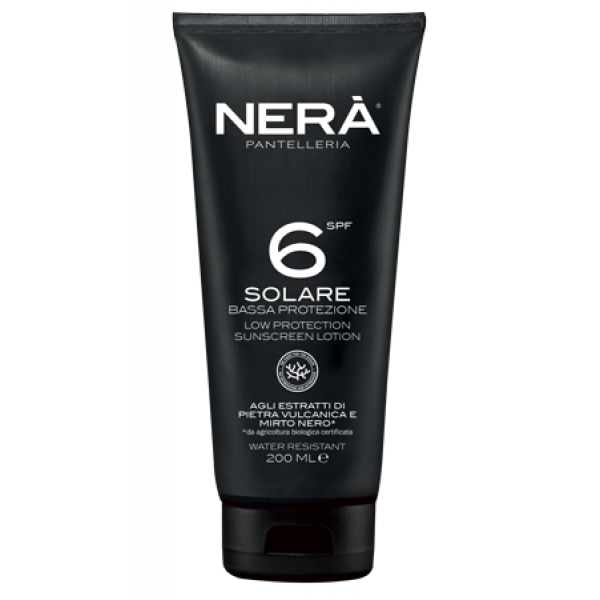 NERÀ®
PANTELLERIA
6 SPF
SOLARE
BASSA PROTEZIONE
LOW PROTECTION
SUNSCREEN LOTION
AGLI ESTRATTI DI
PIETRA VULCANICA E
MIRTO NERO*
*da agricoltura biologica certificata
WATER RESISTANT
200 ML ℮